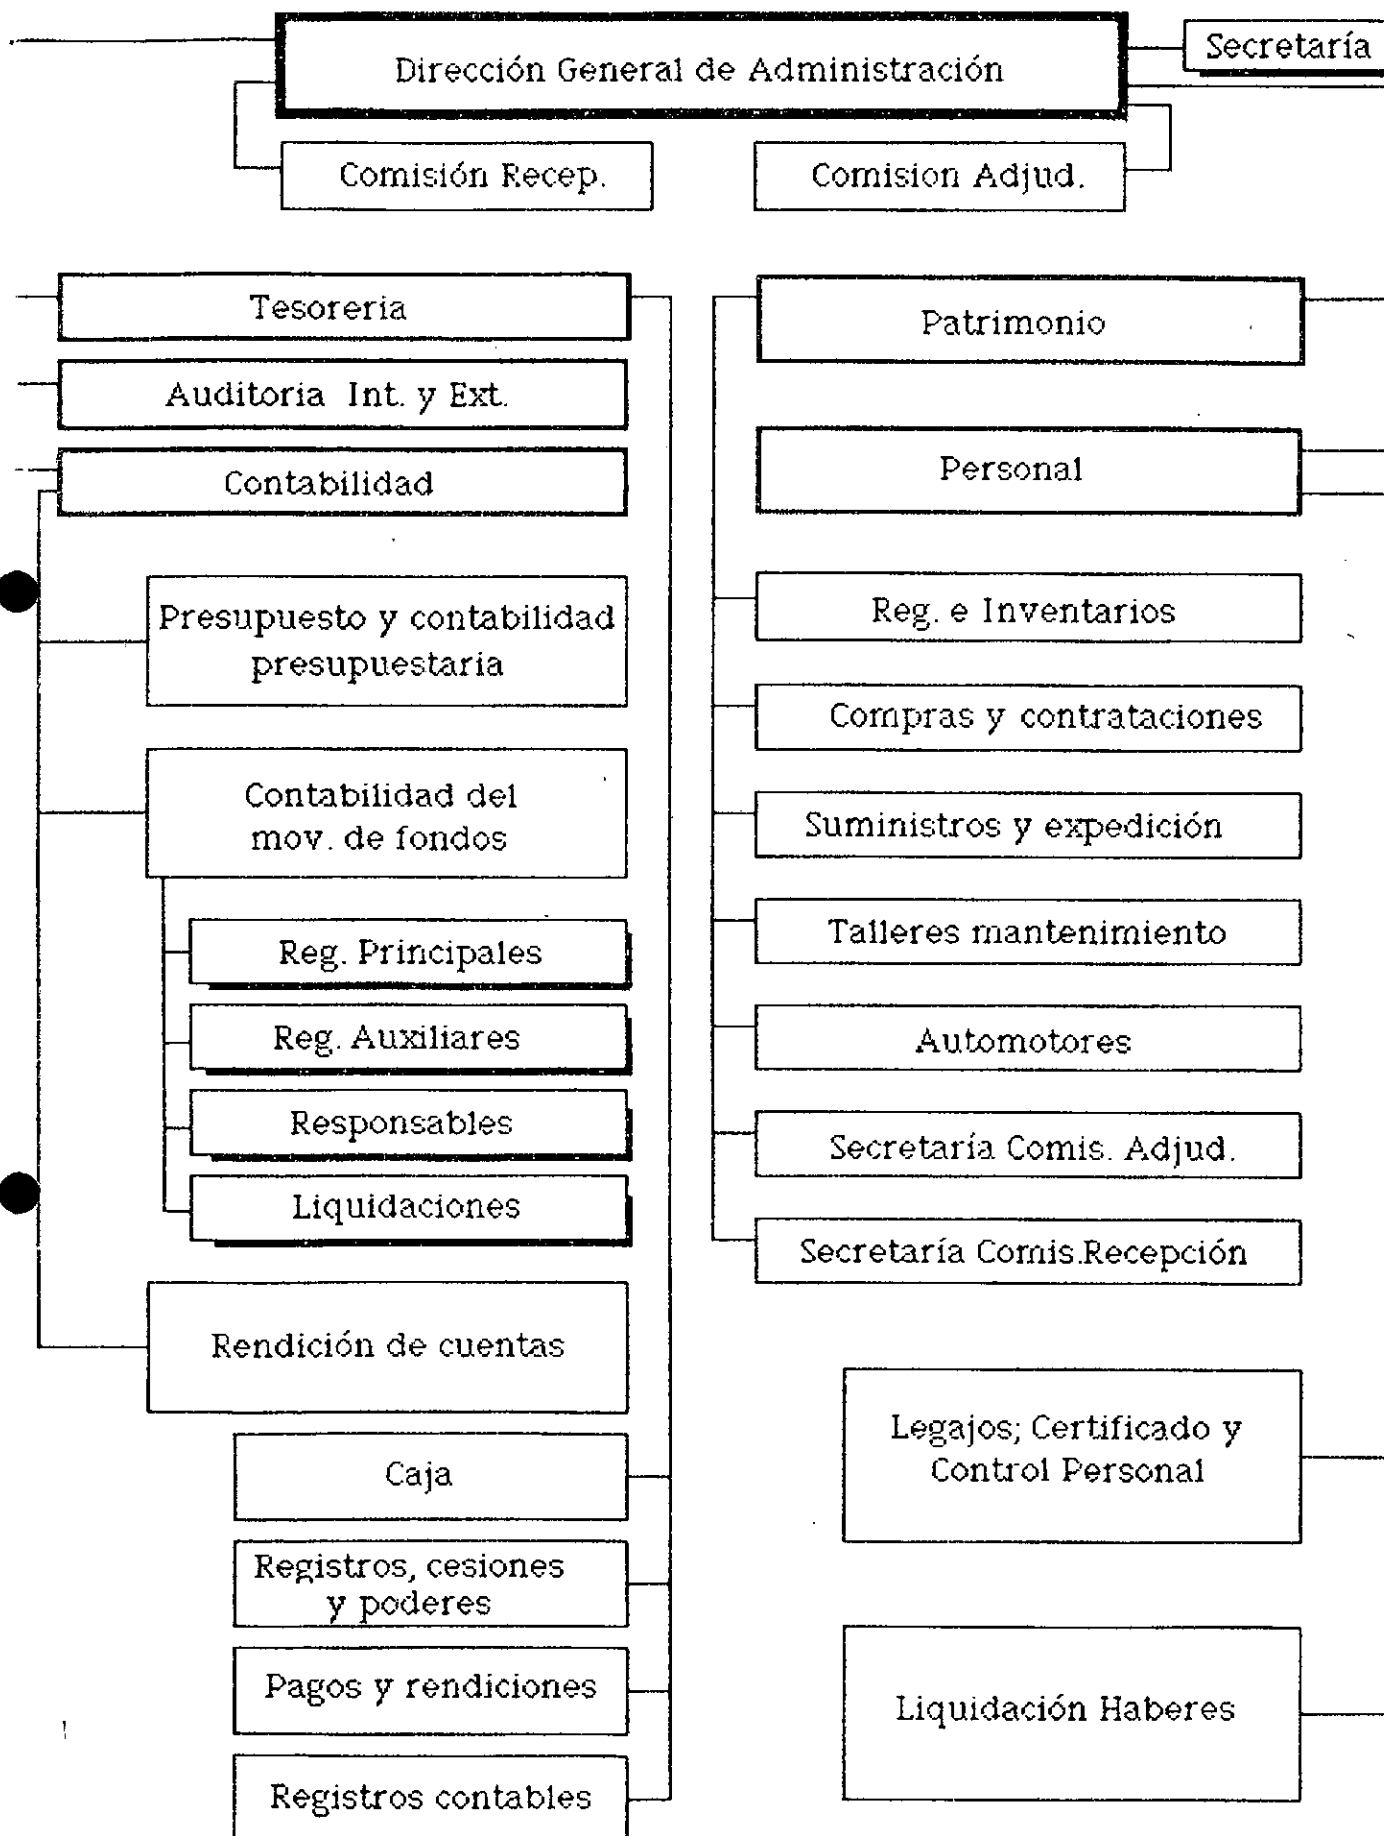 Dirección General de Administración
Secretaría
Comisión Recep.
Comision Adjud.
Tesoreria
Auditoria Int. y Ext.
Contabilidad
Presupuesto y contabilidad
presupuestaria
Contabilidad del
mov. de fondos
Reg. Principales
Reg. Auxiliares
Responsables
Liquidaciones
Rendición de cuentas
Caja
Registros, cesiones
y poderes
Pagos y rendiciones
Registros contables
Patrimonio
Personal
Reg. e Inventarios
Compras y contrataciones
Suministros y expedición
Talleres mantenimiento
Automotores
Secretaría Comis. Adjud.
Secretaría Comis.Recepción
Legajos; Certificado y
Control Personal
Liquidación Haberes